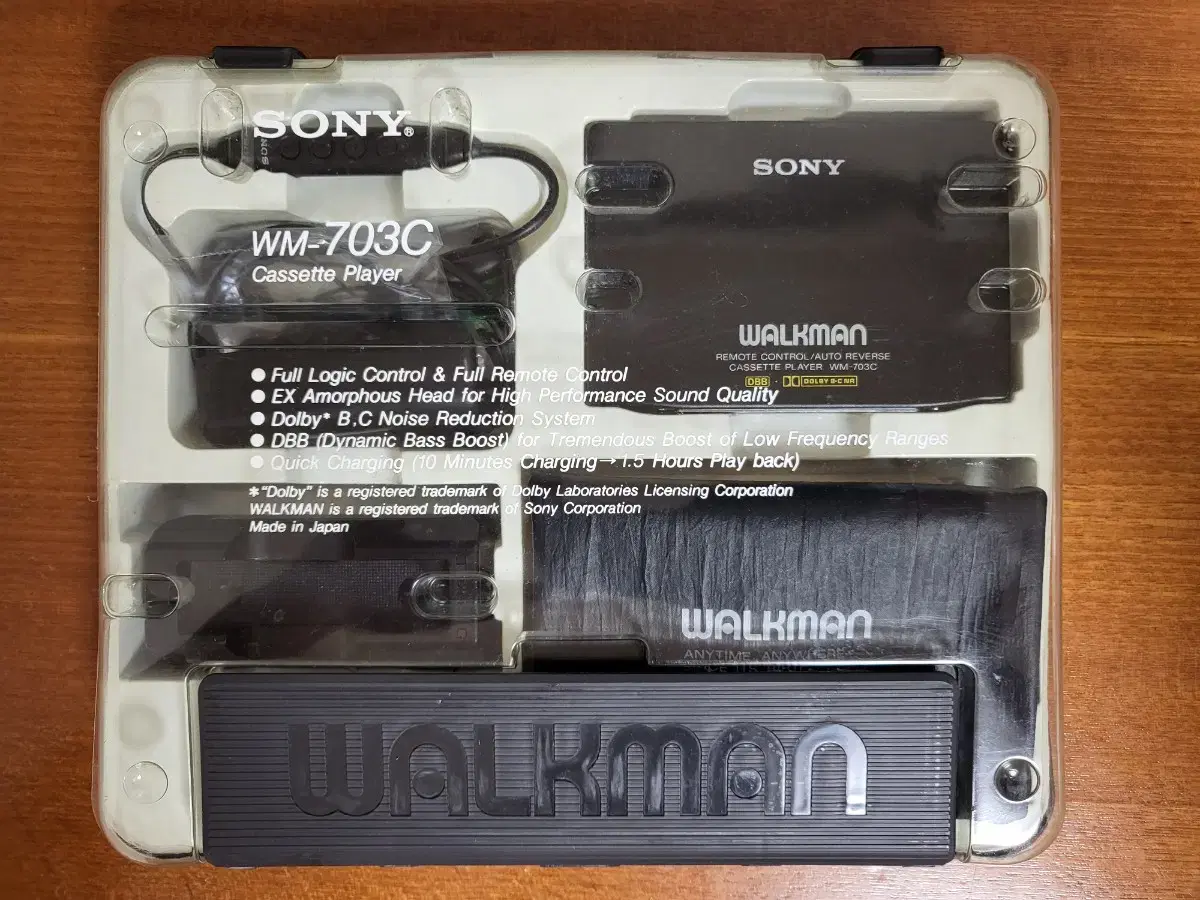 SONY®
SONY
WM-703C
Cassette Player
● Full Logic Control & Full Remote Control
● EX Amorphous Head for High Performance Sound Quality
● Dolby* B,C Noise Reduction System
● DBB (Dynamic Bass Boost) for Tremendous Boost of Low Frequency Ranges
● Quick Charging (10 Minutes Charging→1.5 Hours Play back)
*"Dolby" is a registered trademark of Dolby Laboratories Licensing Corporation
WALKMAN is a registered trademark of Sony Corporation
Made in Japan
SONY
WALKMAN
REMOTE CONTROL/AUTO REVERSE
CASSETTE PLAYER WM-703C
DBB · DOLBY B-C NR
WALKMAN
ANYTIME, ANYWHERE
WALKMAN